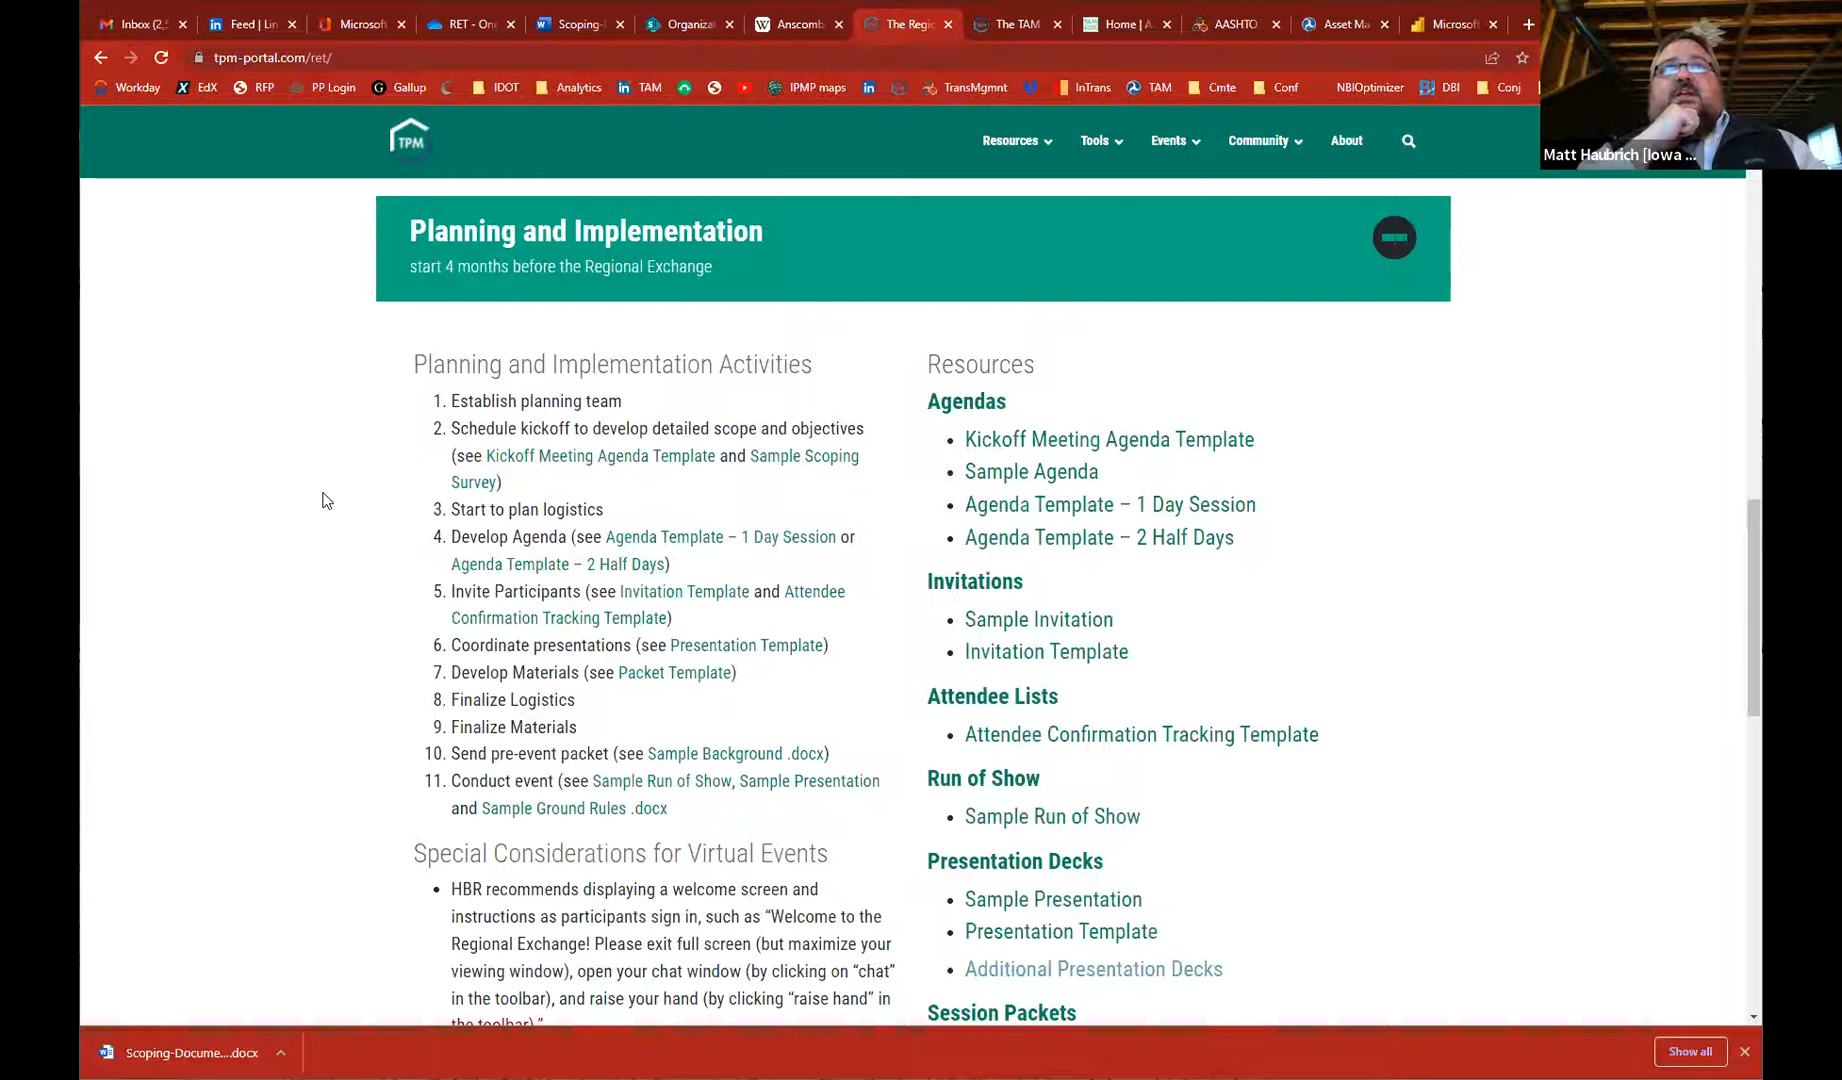 Inbox (2,
Feed | Lin
Microsoft
RET - One
Scoping-
Organiza
Anscomb
The Regio
The TAM
Home | A
AASHTO
Asset Ma
Microsoft
tpm-portal.com/ret/
Workday
EdX
RFP
PP Login
Gallup
IDOT
Analytics
TAM
IPMP maps
TransMgmnt
InTrans
TAM
Cmte
Conf
NBIOptimizer
DBI
Conj
Matt Haubrich [Iowa ...
TPM
Resources
Tools
Events
Community
About
Planning and Implementation
start 4 months before the Regional Exchange
Planning and Implementation Activities
1. Establish planning team
2. Schedule kickoff to develop detailed scope and objectives
(see Kickoff Meeting Agenda Template and Sample Scoping
Survey)
3. Start to plan logistics
4. Develop Agenda (see Agenda Template – 1 Day Session or
Agenda Template – 2 Half Days)
5. Invite Participants (see Invitation Template and Attendee
Confirmation Tracking Template)
6. Coordinate presentations (see Presentation Template)
7. Develop Materials (see Packet Template)
8. Finalize Logistics
9. Finalize Materials
10. Send pre-event packet (see Sample Background .docx)
11. Conduct event (see Sample Run of Show, Sample Presentation
and Sample Ground Rules .docx
Special Considerations for Virtual Events
• HBR recommends displaying a welcome screen and
instructions as participants sign in, such as “Welcome to the
Regional Exchange! Please exit full screen (but maximize your
viewing window), open your chat window (by clicking on “chat”
in the toolbar), and raise your hand (by clicking “raise hand” in
the toolbar).”
Resources
Agendas
• Kickoff Meeting Agenda Template
• Sample Agenda
• Agenda Template – 1 Day Session
• Agenda Template – 2 Half Days
Invitations
• Sample Invitation
• Invitation Template
Attendee Lists
• Attendee Confirmation Tracking Template
Run of Show
• Sample Run of Show
Presentation Decks
• Sample Presentation
• Presentation Template
• Additional Presentation Decks
Session Packets
Scoping-Docume....docx
Show all